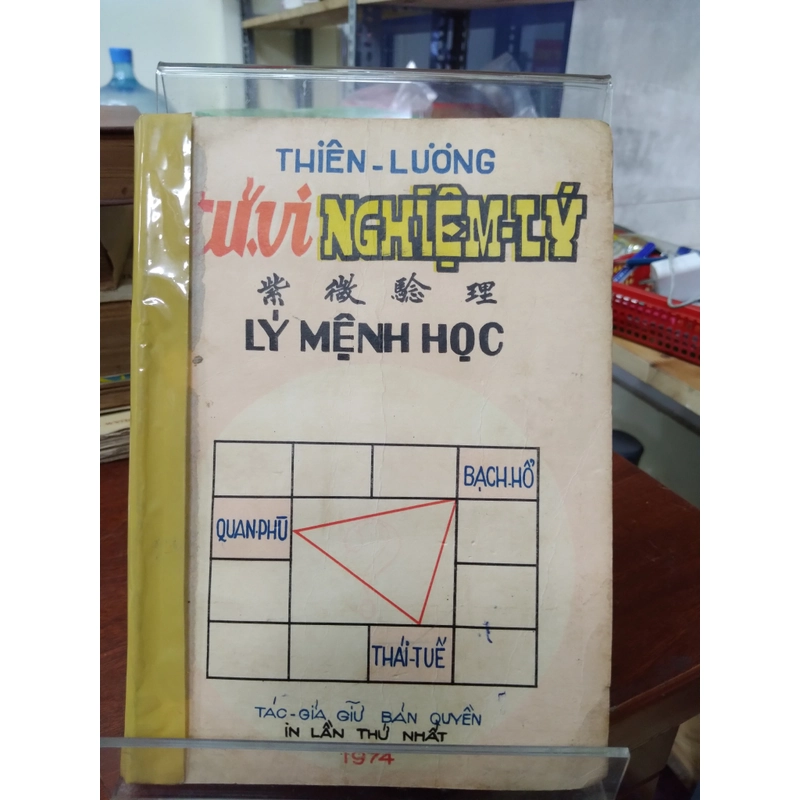 THIÊN-LƯƠNG
TỬ.VI NGHIỆM-LÝ
紫微驗理
LÝ MỆNH HỌC
BẠCH.HỔ
QUAN.PHÙ
THÁI-TUẾ
TÁC-GIẢ GIỮ BẢN QUYỀN
IN LẦN THỨ NHẤT
1974